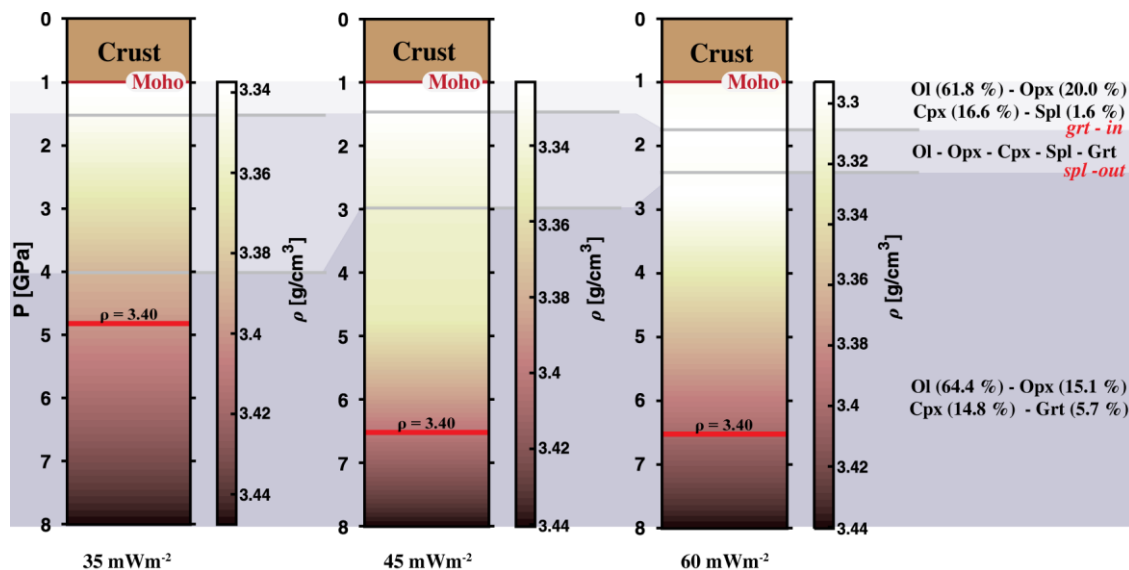 0
Crust
1
Moho
2
3
4
ρ = 3.40
5
6
7
8
P [GPa]
35 mWm-2
3.34
3.36
3.38
3.4
3.42
3.44
ρ [g/cm3]
0
Crust
1
2
3
4
5
6
ρ = 3.40
7
8
45 mWm-2
3.34
3.36
3.38
3.4
3.42
3.44
ρ [g/cm3]
0
Crust
1
Moho
2
3
4
5
6
ρ = 3.40
7
8
60 mWm-2
3.3
3.32
3.34
3.36
3.38
3.4
3.42
3.44
ρ [g/cm3]
Ol (61.8 %) - Opx (20.0 %)
Cpx (16.6 %) - Spl (1.6 %)
grt - in
Ol - Opx - Cpx - Spl - Grt
spl -out
Ol (64.4 %) - Opx (15.1 %)
Cpx (14.8 %) - Grt (5.7 %)